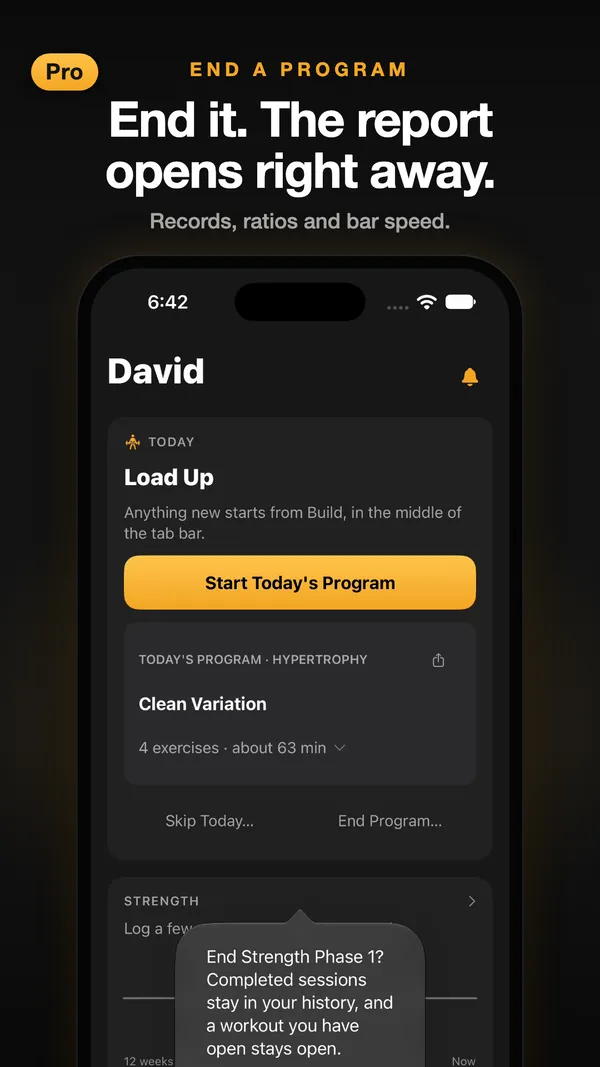 Pro
END A PROGRAM
End it. The report
opens right away.
Records, ratios and bar speed.
6:42
David
TODAY
Load Up
Anything new starts from Build, in the middle of
the tab bar.
Start Today's Program
TODAY'S PROGRAM · HYPERTROPHY
Clean Variation
4 exercises · about 63 min
Skip Today...
End Program...
STRENGTH
Log a few
End Strength Phase 1?
Completed sessions
stay in your history, and
a workout you have
open stays open.
12 weeks
Now